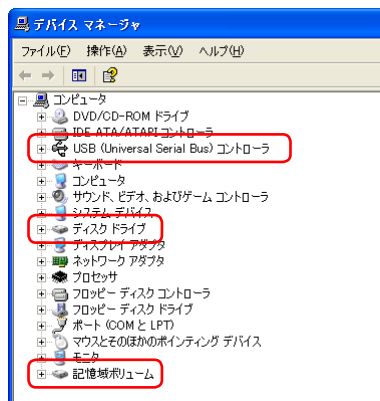 デバイス マネージャ
ファイル(F) 操作(A) 表示(V) ヘルプ(H)
コンピュータ
DVD/CD-ROM ドライブ
IDE ATA/ATAPI コントローラ
USB (Universal Serial Bus) コントローラ
キーボード
コンピュータ
サウンド、ビデオ、およびゲーム コントローラ
システム デバイス
ディスク ドライブ
ディスプレイ アダプタ
ネットワーク アダプタ
プロセッサ
フロッピー ディスク コントローラ
フロッピー ディスク ドライブ
ポート (COM と LPT)
マウスとそのほかのポインティング デバイス
モニタ
記憶域ボリューム